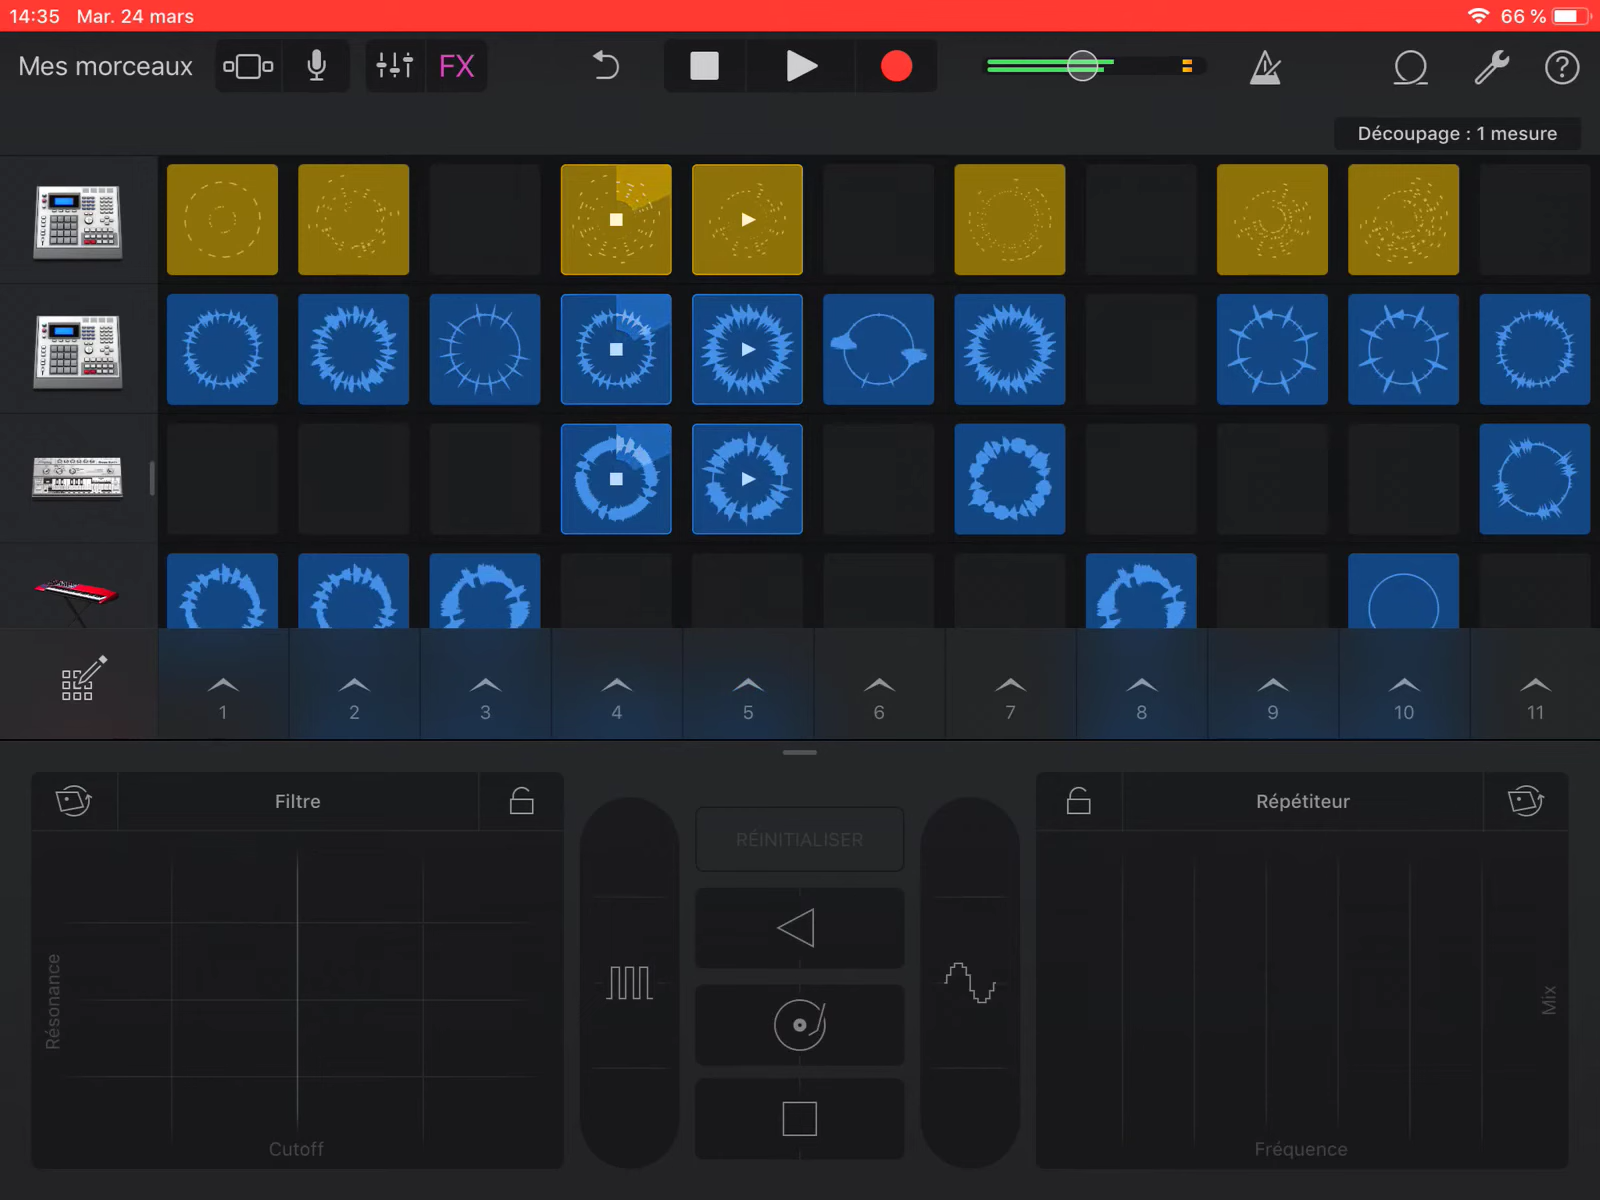 14:35 Mar. 24 mars 66 %
Mes morceaux FX
Découpage : 1 mesure
1 2 3 4 5 6 7 8 9 10 11
Filtre
Répétiteur
RÉINITIALISER
Résonance
Mix
Cutoff
Fréquence